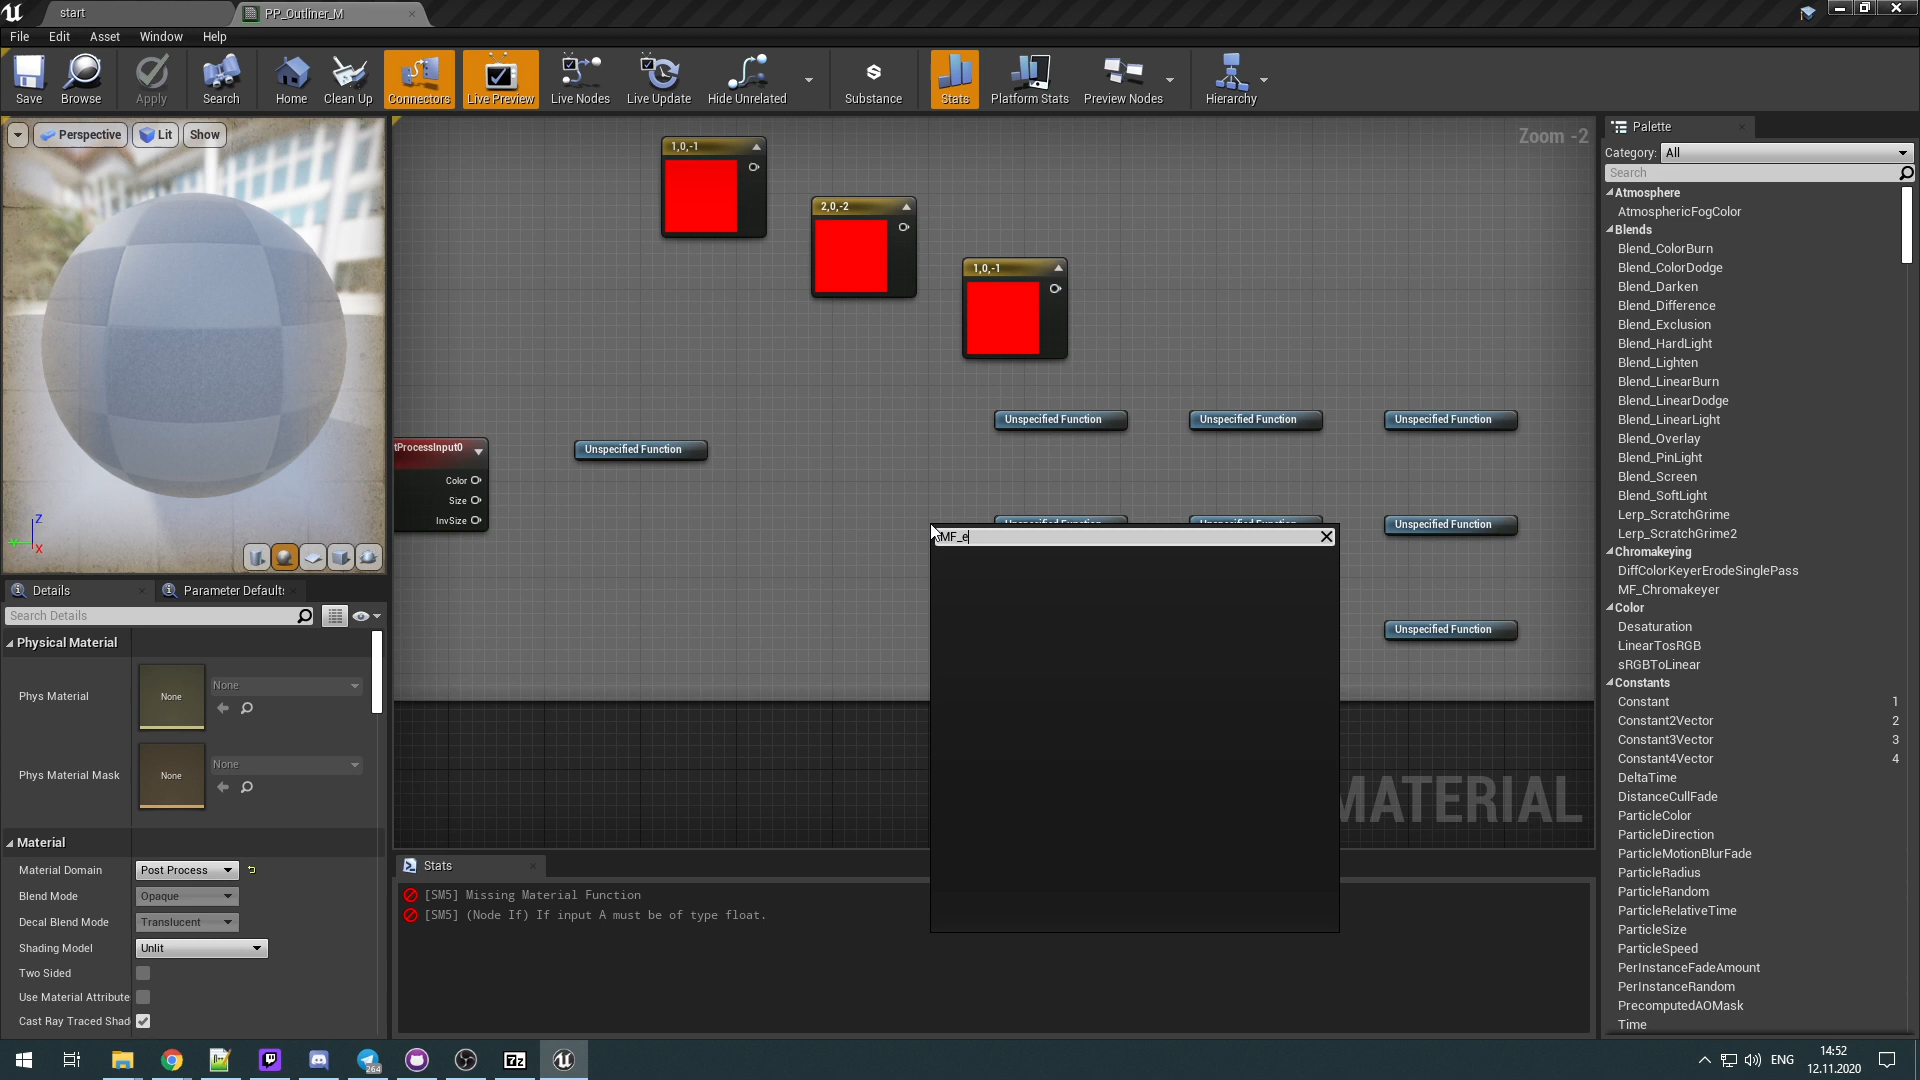 start
PP_Outliner_M
File
Edit
Asset
Window
Help
Save
Browse
Apply
Search
Home
Clean Up
Connectors
Live Preview
Live Nodes
Live Update
Hide Unrelated
Substance
Stats
Platform Stats
Preview Nodes
Hierarchy
Perspective
Lit
Show
Zoom -2
1,0,-1
2,0,-2
1,0,-1
Unspecified Function
Unspecified Function
Unspecified Function
tProcessInput0
Color
Size
InvSize
Unspecified Function
Unspecified Function
Unspecified Function
MF_e
Unspecified Function
Z
Y
X
MATERIAL
Details
Parameter Defaults
Search Details
Physical Material
Phys Material
None
None
Phys Material Mask
None
None
Material
Material Domain
Post Process
Blend Mode
Opaque
Decal Blend Mode
Translucent
Shading Model
Unlit
Two Sided
Use Material Attribute
Cast Ray Traced Shad
Stats
[SM5] Missing Material Function
[SM5] (Node If) If input A must be of type float.
Palette
Category:
All
Search
Atmosphere
AtmosphericFogColor
Blends
Blend_ColorBurn
Blend_ColorDodge
Blend_Darken
Blend_Difference
Blend_Exclusion
Blend_HardLight
Blend_Lighten
Blend_LinearBurn
Blend_LinearDodge
Blend_LinearLight
Blend_Overlay
Blend_PinLight
Blend_Screen
Blend_SoftLight
Lerp_ScratchGrime
Lerp_ScratchGrime2
Chromakeying
DiffColorKeyerErodeSinglePass
MF_Chromakeyer
Color
Desaturation
LinearTosRGB
sRGBToLinear
Constants
Constant 1
Constant2Vector 2
Constant3Vector 3
Constant4Vector 4
DeltaTime
DistanceCullFade
ParticleColor
ParticleDirection
ParticleMotionBlurFade
ParticleRadius
ParticleRandom
ParticleRelativeTime
ParticleSize
ParticleSpeed
PerInstanceFadeAmount
PerInstanceRandom
PrecomputedAOMask
Time
264
7z
ENG
14:52
12.11.2020